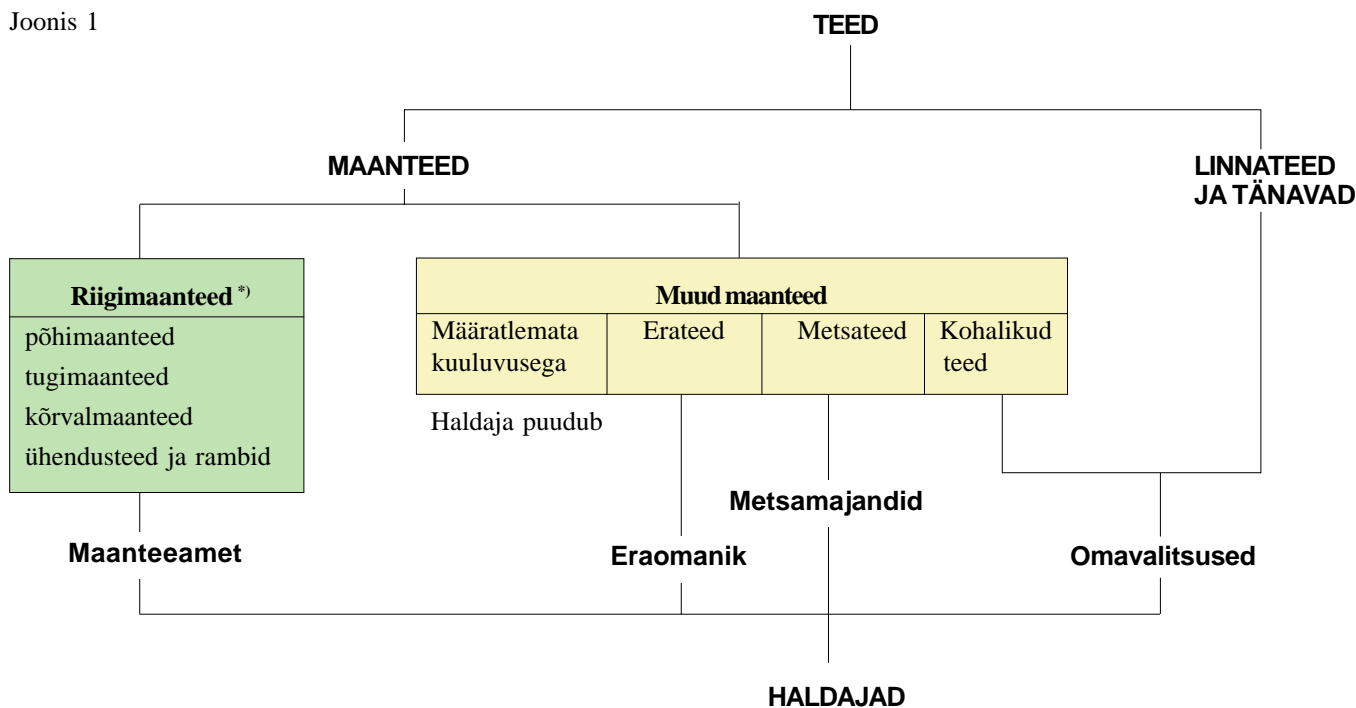 Joonis 1
TEED
MAANTEED
LINNATEED
JA TÄNAVAD
Riigimaanteed *)
põhimaanteed
tugimaanteed
kõrvalmaanteed
ühendusteed ja rambid
Muud maanteed
Määratlemata
kuuluvusega
Erateed
Metsateed
Kohalikud
teed
Haldaja puudub
Metsamajandid
Maanteeamet
Eraomanik
Omavalitsused
HALDAJAD